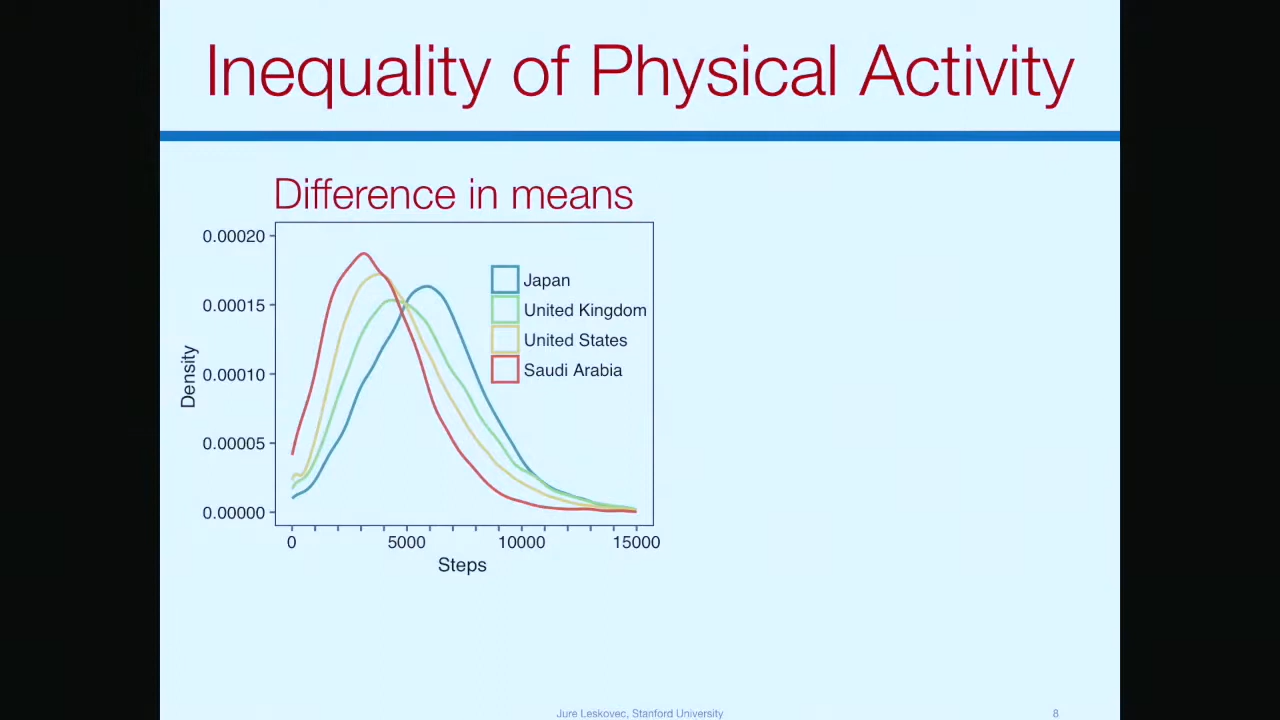 Inequality of Physical Activity
Difference in means
0.00020
0.00015
0.00010
0.00005
0.00000
Density
Japan
United Kingdom
United States
Saudi Arabia
0 5000 10000 15000
Steps
Jure Leskovec, Stanford University 8